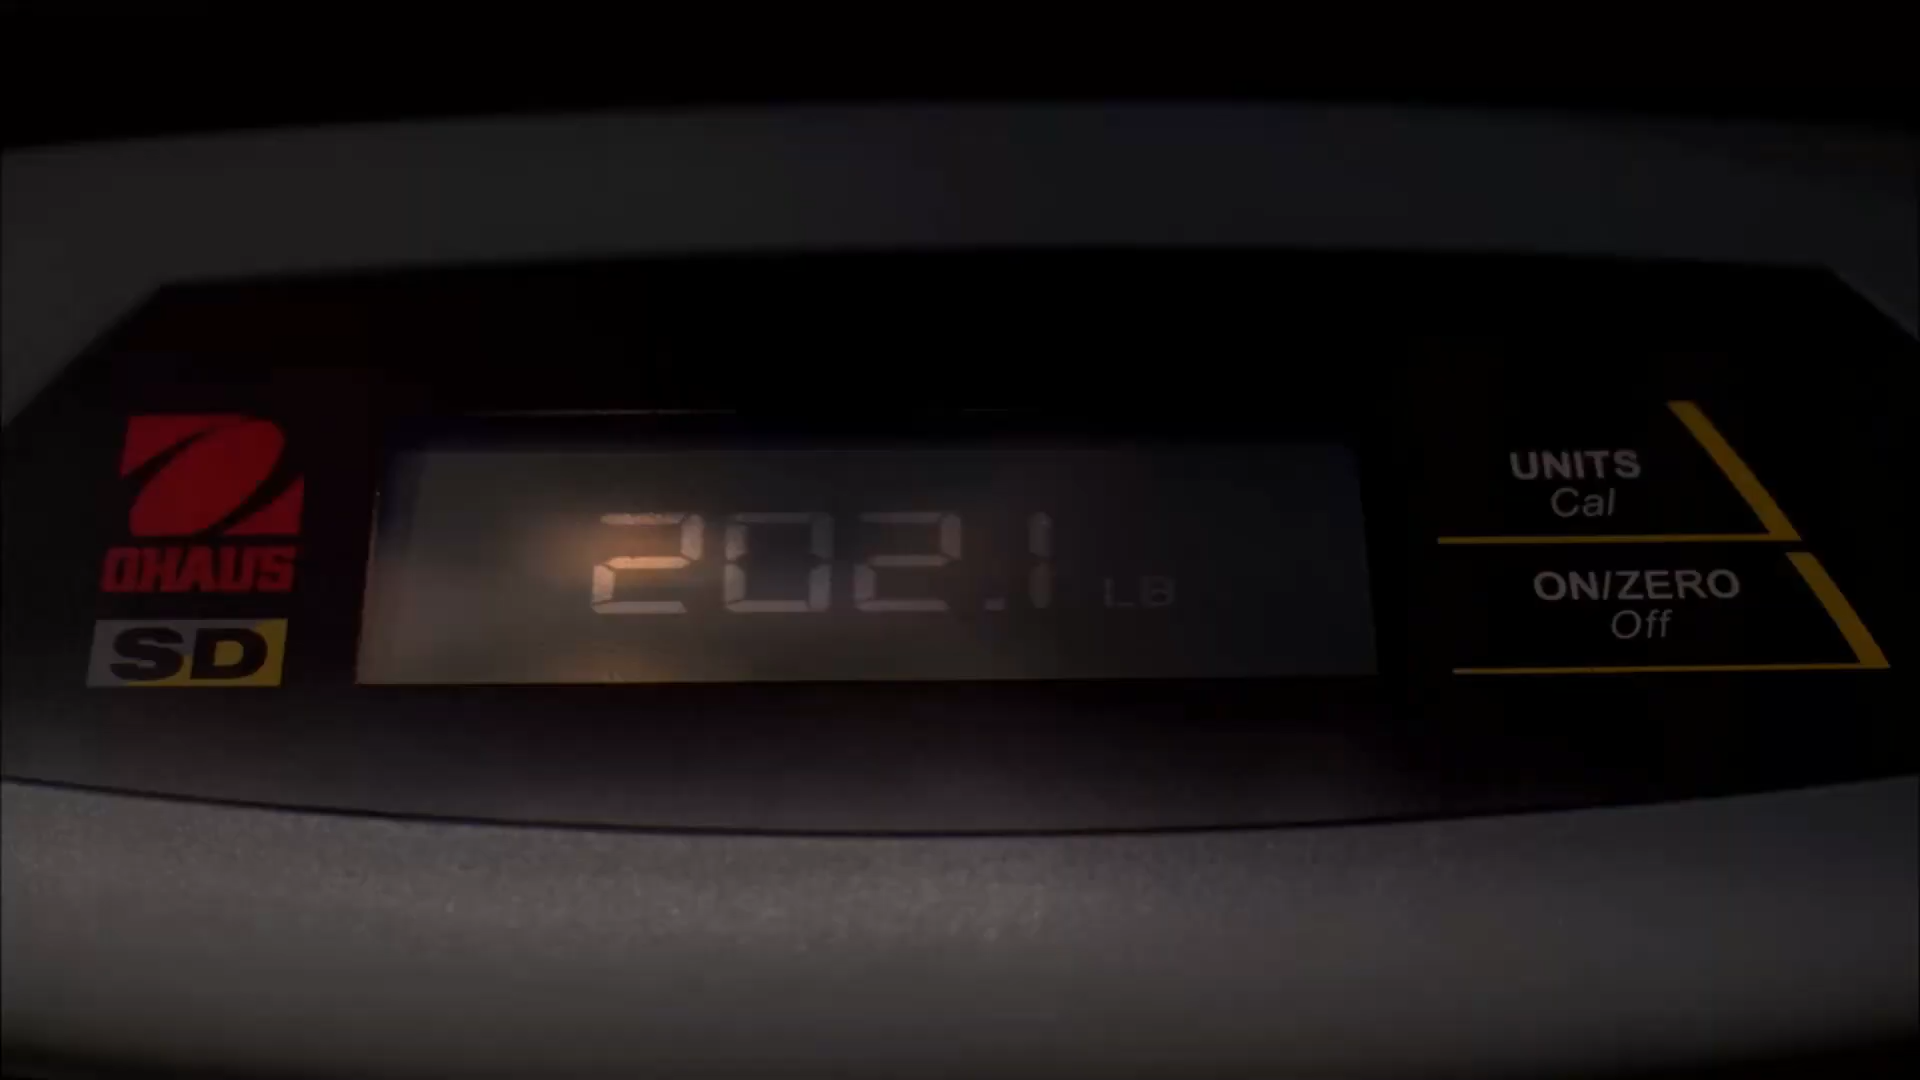 OHAUS
SD
202.1 LB
UNITS
Cal
ON/ZERO
Off